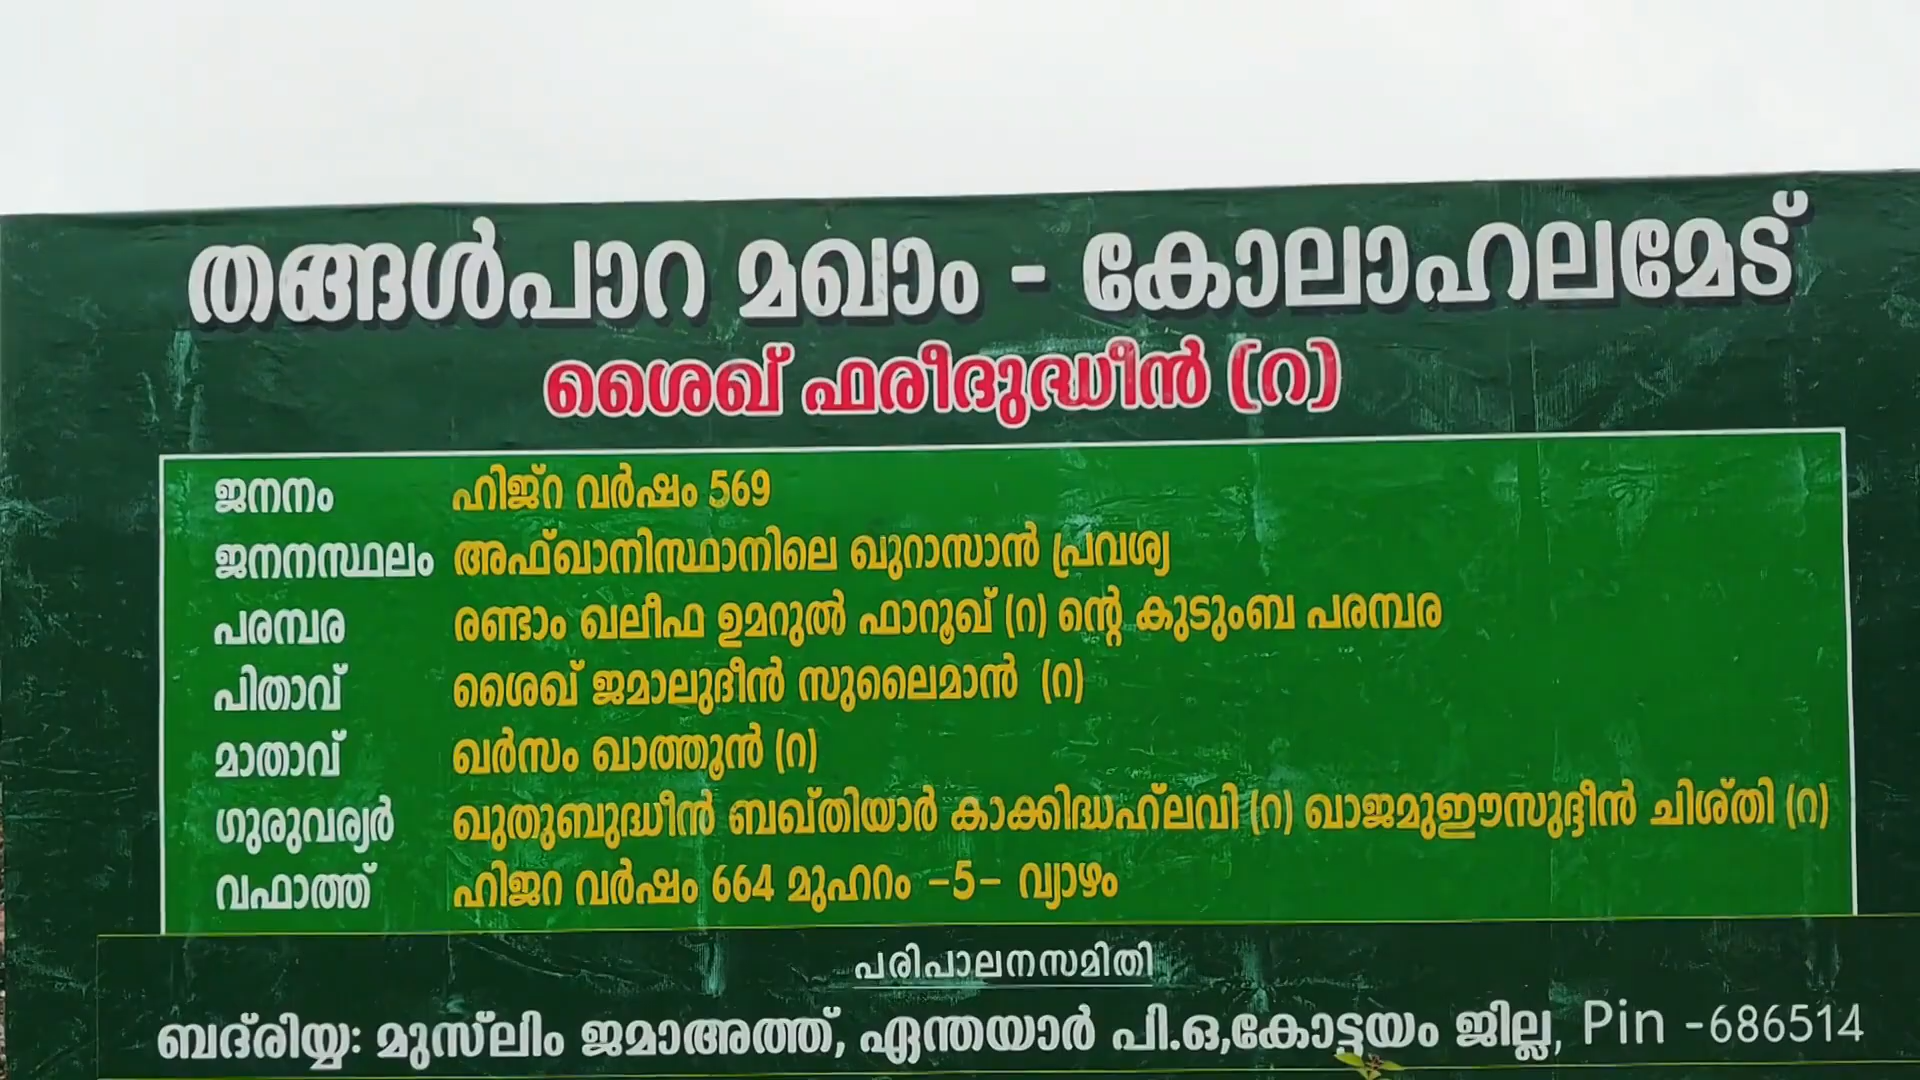 തങ്ങൾപാറ മഖാം - കോലാഹലമേട്
ശൈഖ് ഫരീദുദ്ധീൻ (റ)
ജനനം ഹിജ്റ വർഷം 569
ജനനസ്ഥലം അഫ്ഖാനിസ്ഥാനിലെ ഖുറാസാൻ പ്രവശ്യ
പരമ്പര രണ്ടാം ഖലീഫ ഉമറുൽ ഫാറൂഖ് (റ) ന്റെ കുടുംബ പരമ്പര
പിതാവ് ശൈഖ് ജമാലുദീൻ സുലൈമാൻ (റ)
മാതാവ് ഖർസം ഖാത്തൂൻ (റ)
ഗുരുവര്യർ ഖുതുബുദ്ധീൻ ബഖ്തിയാർ കാക്കിദ്ധഹ്‌ലവി (റ) ഖാജമുഈസുദ്ദീൻ ചിശ്തി (റ)
വഫാത്ത് ഹിജറ വർഷം 664 മുഹറം -5- വ്യാഴം
പരിപാലനസമിതി
ബദ്‌രിയ്യ: മുസ്‌ലിം ജമാഅത്ത്, ഏന്തയാർ പി.ഒ,കോട്ടയം ജില്ല, Pin -686514